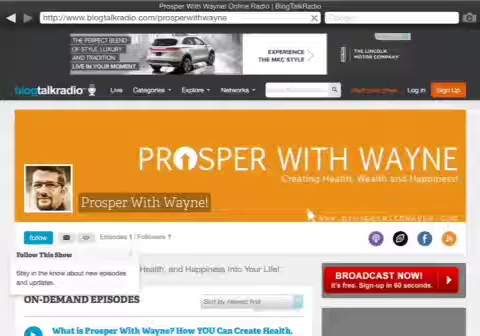 Prosper With Wayne! Online Radio | BlogTalkRadio
http://www.blogtalkradio.com/prosperwithwayne
Google
THE PERFECT BLEND
OF STYLE, LUXURY
AND TRADITION
LIVE IN YOUR MOMENT.
EXPERIENCE
THE MKC STYLE
THE LINCOLN
MOTOR COMPANY
blogtalkradio
Live
Categories
Explore
Networks
Log in
Sign Up
PROSPER WITH WAYNE
Creating Health, Wealth and Happiness!
Prosper With Wayne!
www.prosperwithwayne.com
follow
Episodes 1 | Followers 7
Follow This Show
Stay in the know about new episodes
and updates.
Health, and Happiness Into Your Life!
BROADCAST NOW!
it's free. Sign-up in 60 seconds.
ON-DEMAND EPISODES
Sort by Newest First
What is Prosper With Wayne? How YOU Can Create Health,